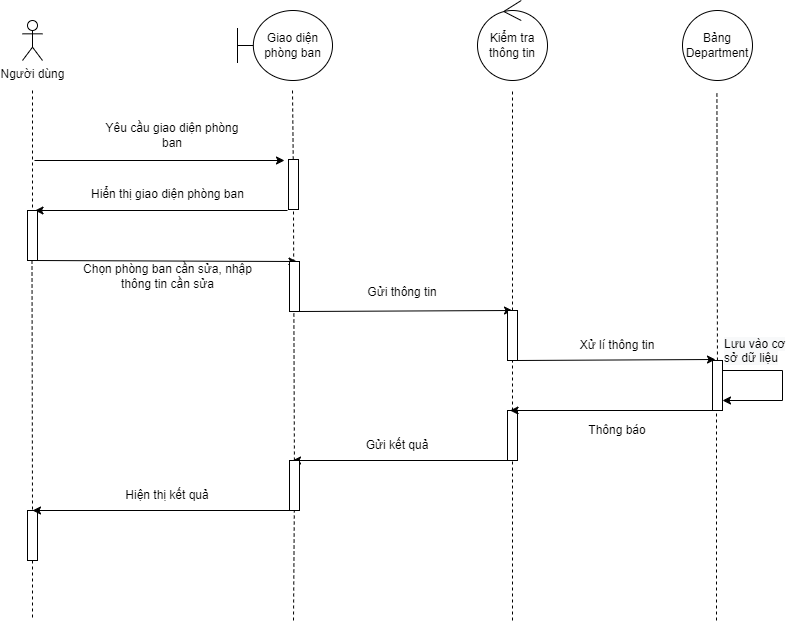 Người dùng
Giao diện
phòng ban
Kiểm tra
thông tin
Bảng
Department
Yêu cầu giao diện phòng
ban
Hiển thị giao diện phòng ban
Chọn phòng ban cần sửa, nhập
thông tin cần sửa
Gửi thông tin
Xử lí thông tin
Lưu vào cơ
sở dữ liệu
Thông báo
Gửi kết quả
Hiện thị kết quả